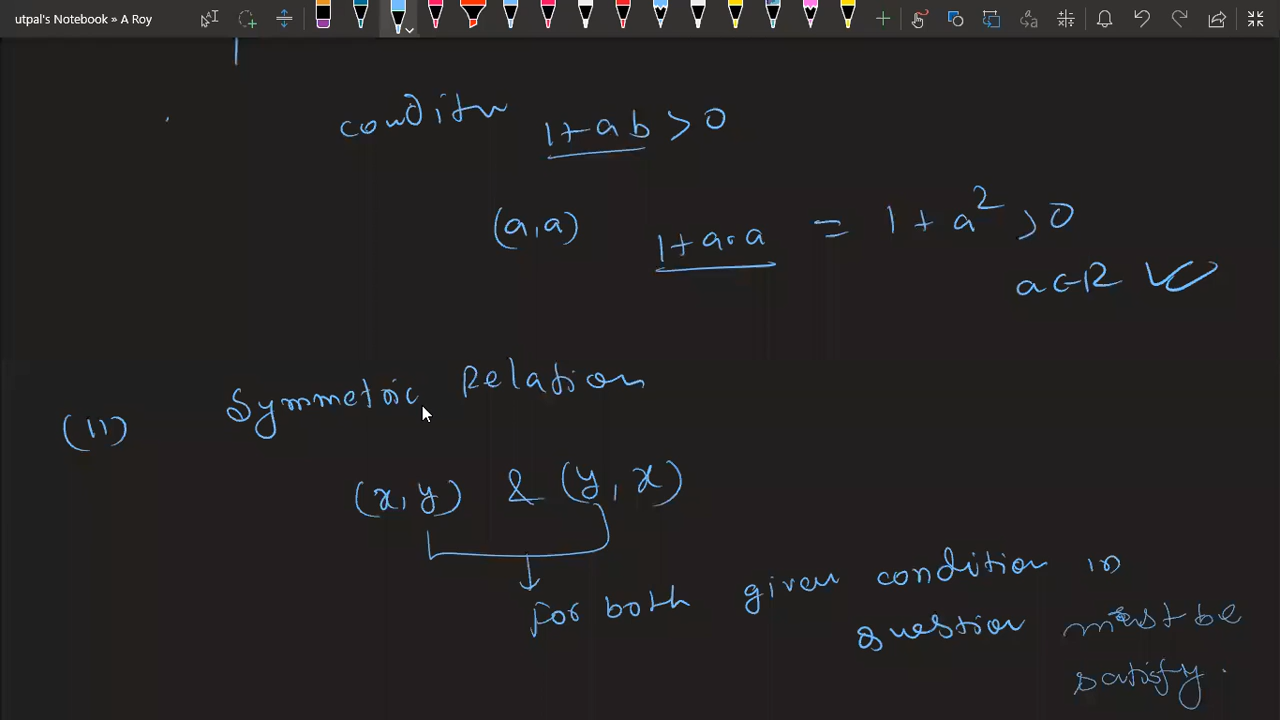 utpal's Notebook » A Roy
conditn 1+ab > 0
(a,a) 1+a.a = 1+a² > 0
a∈R ✓
(11) Symmetric Relation
(x,y) & (y,x)
For both given condition in
question must be
satisfy.